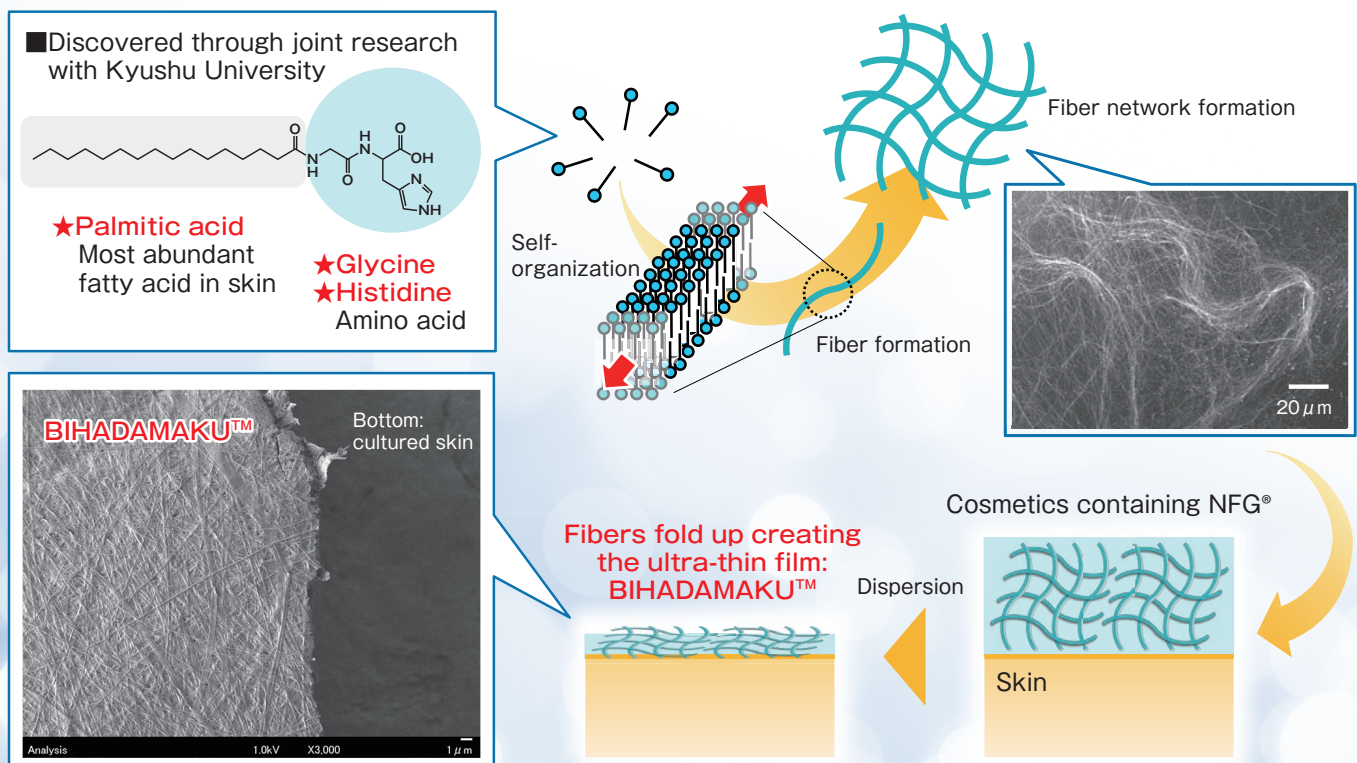 ■Discovered through joint research
with Kyushu University
O
N
H
O
H
N
O
OH
N
NH
★Palmitic acid
Most abundant
fatty acid in skin
★Glycine
★Histidine
Amino acid
Self-
organization
Fiber formation
Fiber network formation
20μm
Cosmetics containing NFG®
Skin
Dispersion
Fibers fold up creating
the ultra-thin film:
BIHADAMAKU™
BIHADAMAKU™
Bottom:
cultured skin
Analysis 1.0kV X3,000 1μm